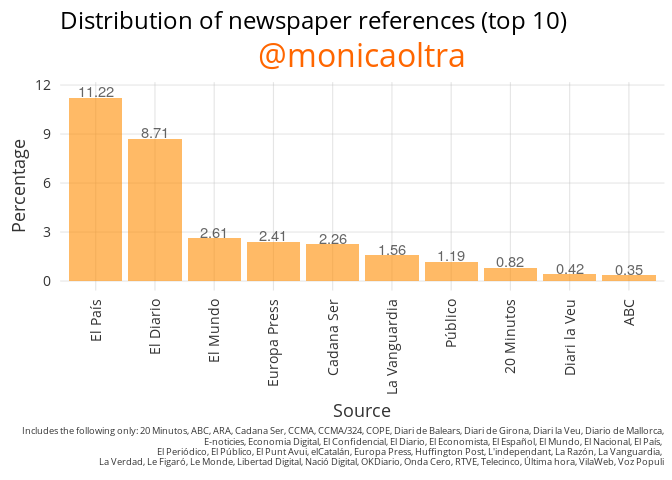 Distribution of newspaper references (top 10)
@monicaoltra
Percentage
12
9
6
3
0
11.22
8.71
2.61
2.41
2.26
1.56
1.19
0.82
0.42
0.35
El País
El Diario
El Mundo
Europa Press
Cadana Ser
La Vanguardia
Público
20 Minutos
Diari la Veu
ABC
Source
Includes the following only: 20 Minutos, ABC, ARA, Cadana Ser, CCMA, CCMA/324, COPE, Diari de Balears, Diari de Girona, Diari la Veu, Diario de Mallorca,
E-noticies, Economia Digital, El Confidencial, El Diario, El Economista, El Español, El Mundo, El Nacional, El País,
El Periódico, El Público, El Punt Avui, elCatalán, Europa Press, Huffington Post, L'independant, La Razón, La Vanguardia,
La Verdad, Le Figaró, Le Monde, Libertad Digital, Nació Digital, OKDiario, Onda Cero, RTVE, Telecinco, Última hora, VilaWeb, Voz Populi